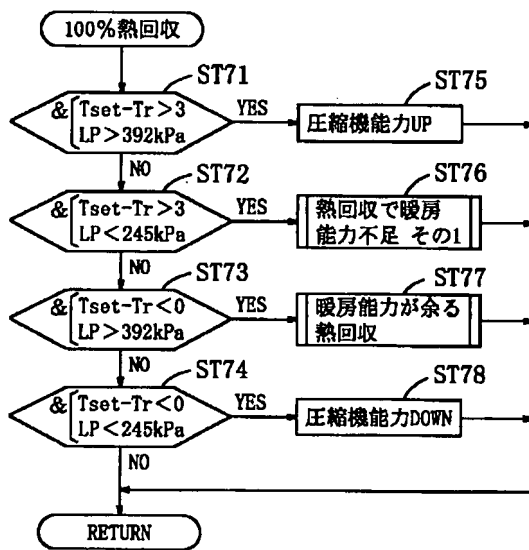 100%熱回収
ST71
& Tset-Tr>3
LP>392kPa
YES
ST75
圧縮機能力UP
NO
ST72
& Tset-Tr>3
LP<245kPa
YES
ST76
熱回収で暖房
能力不足 その1
NO
ST73
& Tset-Tr<0
LP>392kPa
YES
ST77
暖房能力が余る
熱回収
NO
ST74
& Tset-Tr<0
LP<245kPa
YES
ST78
圧縮機能力DOWN
NO
RETURN